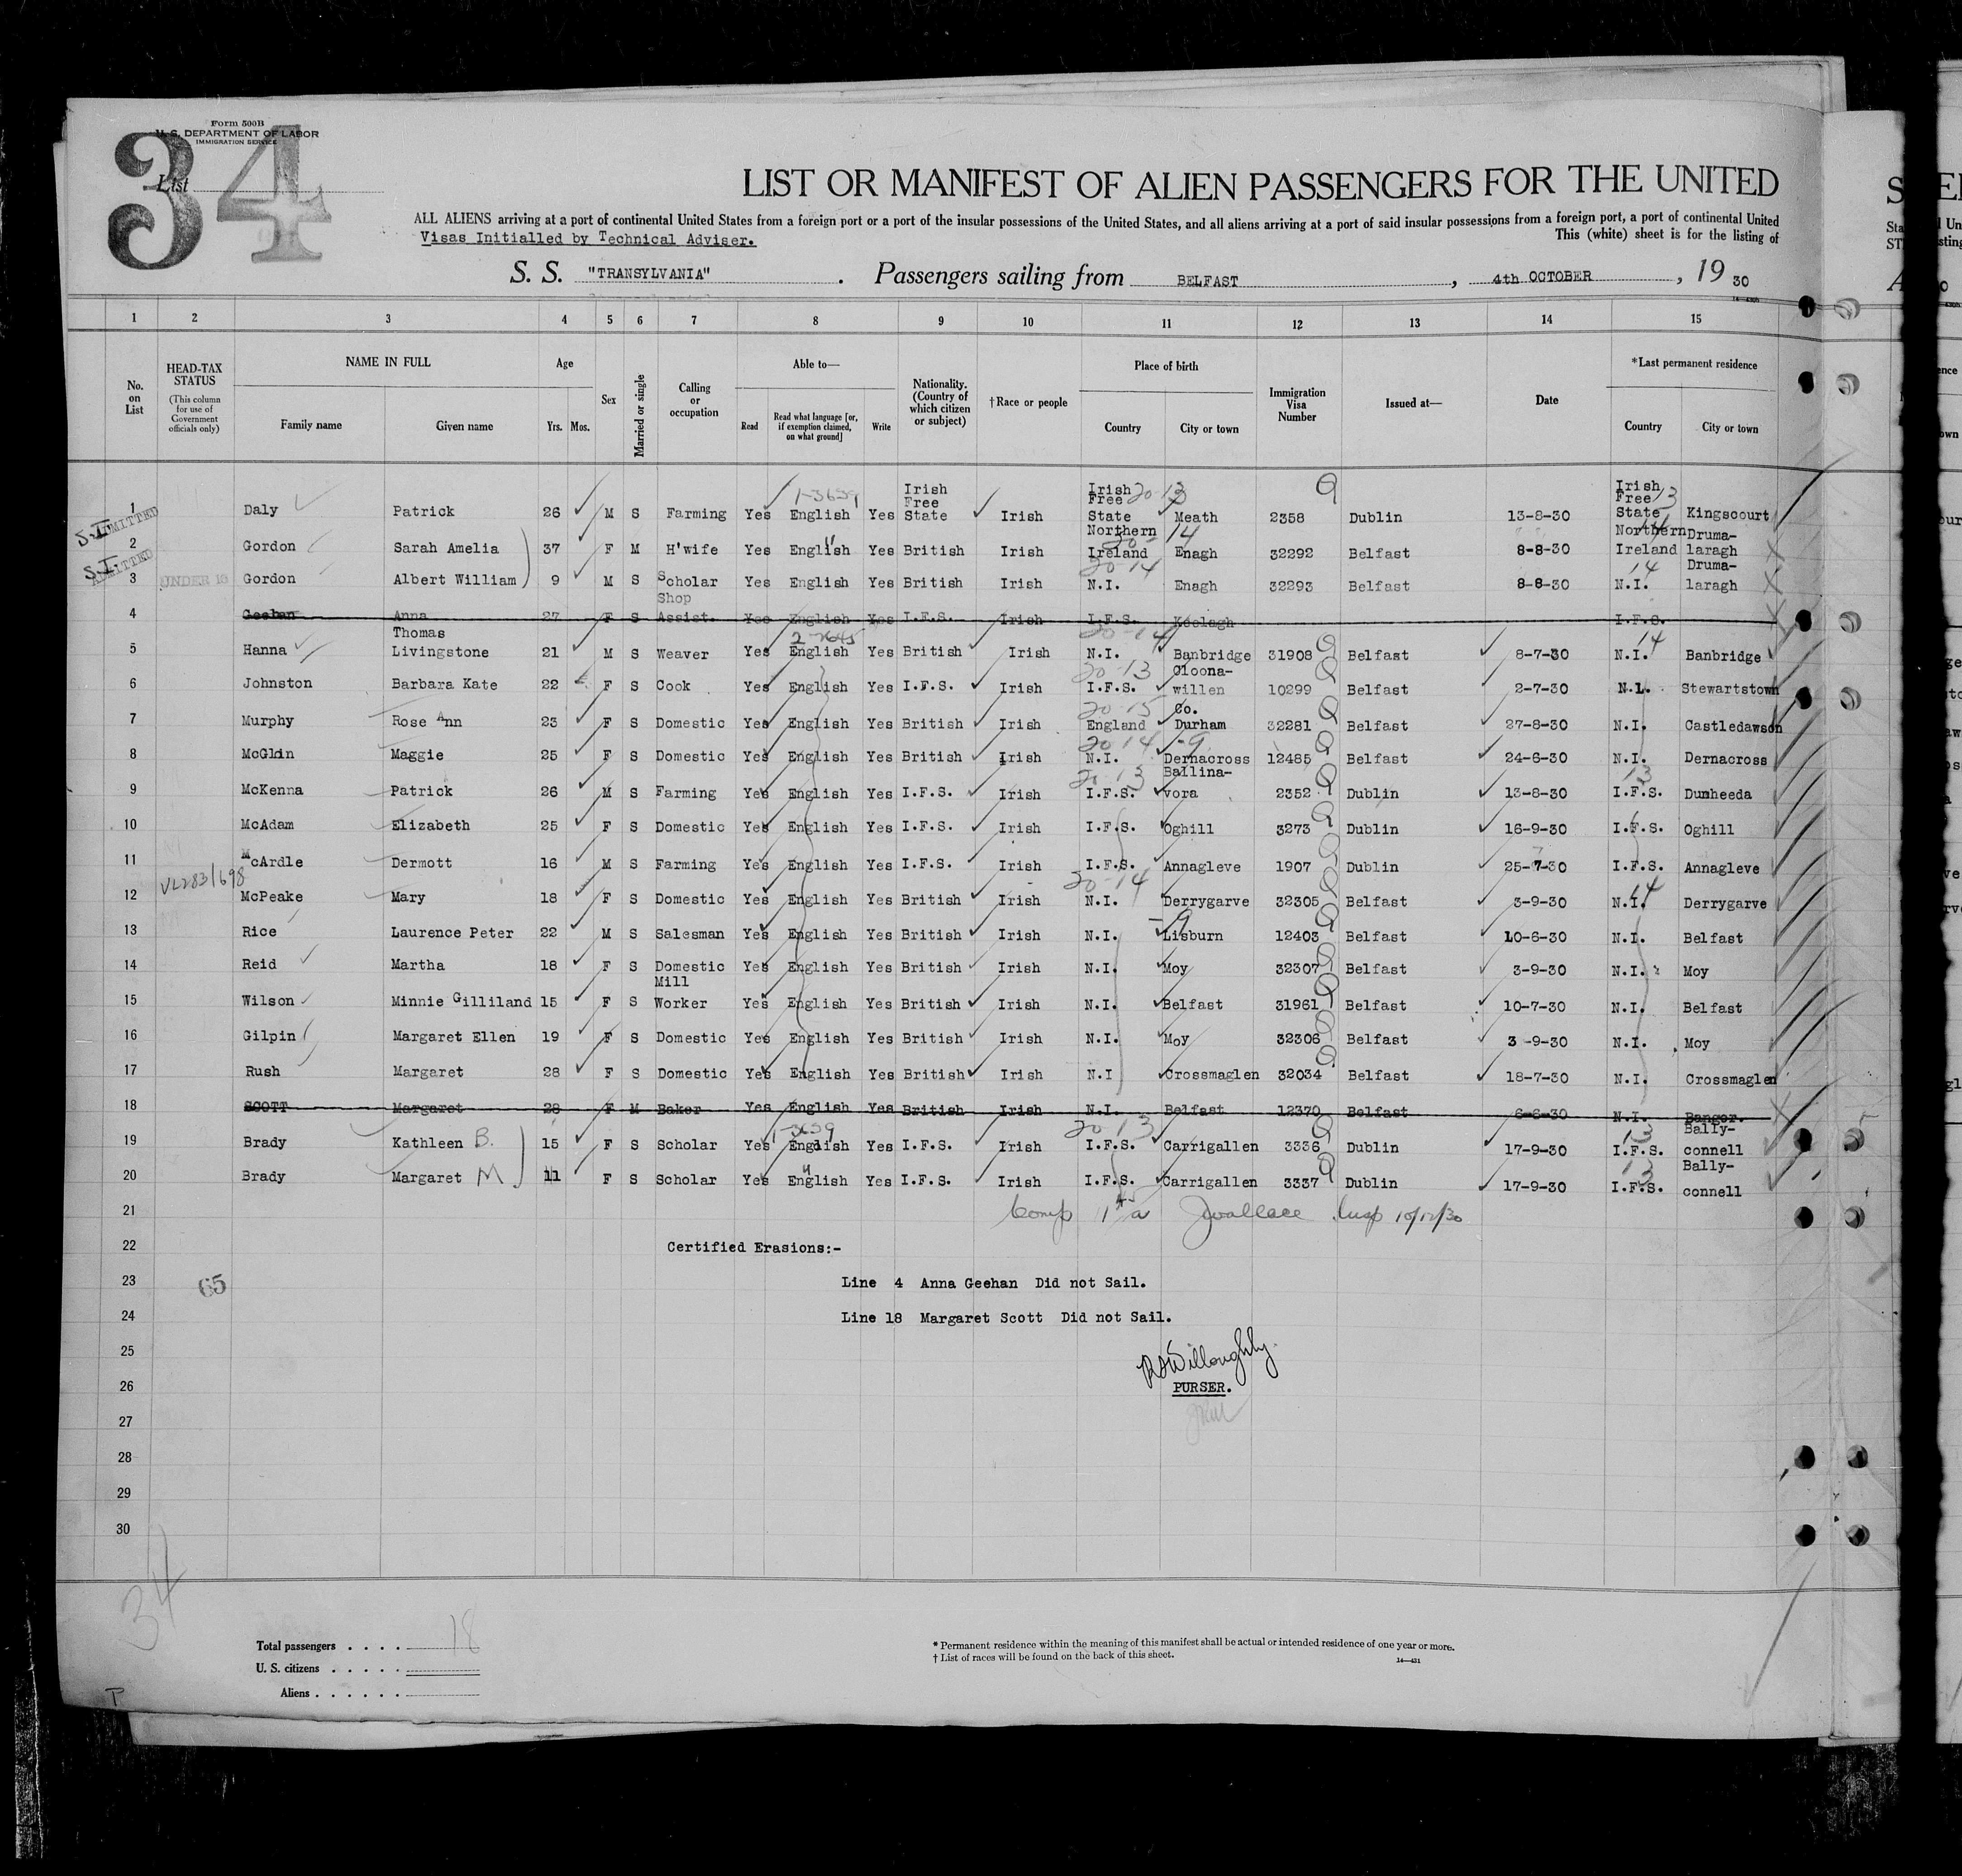 34
Form 500B
U. S. DEPARTMENT OF LABOR
IMMIGRATION SERVICE
List
LIST OR MANIFEST OF ALIEN PASSENGERS FOR THE UNITED
ALL ALIENS arriving at a port of continental United States from a foreign port or a port of the insular possessions of the United States, and all aliens arriving at a port of said insular possessions from a foreign port, a port of continental United
Visas Initialled by Technical Adviser. This (white) sheet is for the listing of
S. S. "TRANSYLVANIA" . Passengers sailing from BELFAST , 4th OCTOBER , 19 30
1 2 3 4 5 6 7 8 9 10 11 12 13 14 15
No. on List
HEAD-TAX STATUS (This column for use of Government officials only)
NAME IN FULL Family name Given name
Age Yrs. Mos.
Sex
Married or single
Calling or occupation
Able to— Read Read what language [or, if exemption claimed, on what ground] Write
Nationality. (Country of which citizen or subject)
†Race or people
Place of birth Country City or town
Immigration Visa Number
Issued at—
Date
*Last permanent residence Country City or town
1 Daly Patrick 26 M S Farming Yes English Yes Irish Free State Irish Irish Free State Meath 2358 Dublin 13-8-30 Irish Free State Kingscourt
S.I. ADMITTED
2 Gordon Sarah Amelia 37 F M H'wife Yes English Yes British Irish Northern Ireland Enagh 32292 Belfast 8-8-30 Northern Ireland Druma-laragh
S.I. ADMITTED
3 UNDER 16 Gordon Albert William 9 M S Scholar Yes English Yes British Irish N.I. Enagh 32293 Belfast 8-8-30 N.I. Druma-laragh
4 Geehan Anna 27 F S Shop Assist. Yes English Yes I.F.S. Irish I.F.S. Keelagh I.F.S.
5 Hanna Thomas Livingstone 21 M S Weaver Yes English Yes British Irish N.I. Banbridge 31908 Belfast 8-7-30 N.I. Banbridge
6 Johnston Barbara Kate 22 F S Cook Yes English Yes I.F.S. Irish I.F.S. Cloona-willen 10299 Belfast 2-7-30 N.I. Stewartstown
7 Murphy Rose Ann 23 F S Domestic Yes English Yes British Irish England Co. Durham 32281 Belfast 27-8-30 N.I. Castledawson
8 McGlin Maggie 25 F S Domestic Yes English Yes British Irish N.I. Dernacross 12485 Belfast 24-6-30 N.I. Dernacross
9 McKenna Patrick 26 M S Farming Yes English Yes I.F.S. Irish I.F.S. Ballina-vora 2352 Dublin 13-8-30 I.F.S. Dunheeda
10 McAdam Elizabeth 25 F S Domestic Yes English Yes I.F.S. Irish I.F.S. Oghill 3273 Dublin 16-9-30 I.F.S. Oghill
11 McArdle Dermott 16 M S Farming Yes English Yes I.F.S. Irish I.F.S. Annagleve 1907 Dublin 25-7-30 I.F.S. Annagleve
12 McPeake Mary 18 F S Domestic Yes English Yes British Irish N.I. Derrygarve 32305 Belfast 3-9-30 N.I. Derrygarve
13 Rice Laurence Peter 22 M S Salesman Yes English Yes British Irish N.I. Lisburn 12403 Belfast 10-6-30 N.I. Belfast
14 Reid Martha 18 F S Domestic Yes English Yes British Irish N.I. Moy 32307 Belfast 3-9-30 N.I. Moy
15 Wilson Minnie Gilliland 15 F S Mill Worker Yes English Yes British Irish N.I. Belfast 31961 Belfast 10-7-30 N.I. Belfast
16 Gilpin Margaret Ellen 19 F S Domestic Yes English Yes British Irish N.I. Moy 32306 Belfast 3-9-30 N.I. Moy
17 Rush Margaret 28 F S Domestic Yes English Yes British Irish N.I Crossmaglen 32034 Belfast 18-7-30 N.I. Crossmaglen
18 SCOTT Margaret 28 F M Baker Yes English Yes British Irish N.I. Belfast 12370 Belfast 6-6-30 N.I. Bangor.
19 Brady Kathleen B. 15 F S Scholar Yes English Yes I.F.S. Irish I.F.S. Carrigallen 3336 Dublin 17-9-30 I.F.S. Bally-connell
20 Brady Margaret M 11 F S Scholar Yes English Yes I.F.S. Irish I.F.S. Carrigallen 3337 Dublin 17-9-30 I.F.S. Bally-connell
21 Comp Wallace Insp 10/12/30
22 Certified Erasions:-
23 65 Line 4 Anna Geehan Did not Sail.
24 Line 18 Margaret Scott Did not Sail.
25 Willoughby
26 PURSER.
27
28
29
30
34
Total passengers . . . . 18
U. S. citizens . . . . .
Aliens . . . . . .
* Permanent residence within the meaning of this manifest shall be actual or intended residence of one year or more.
† List of races will be found on the back of this sheet.
14—431